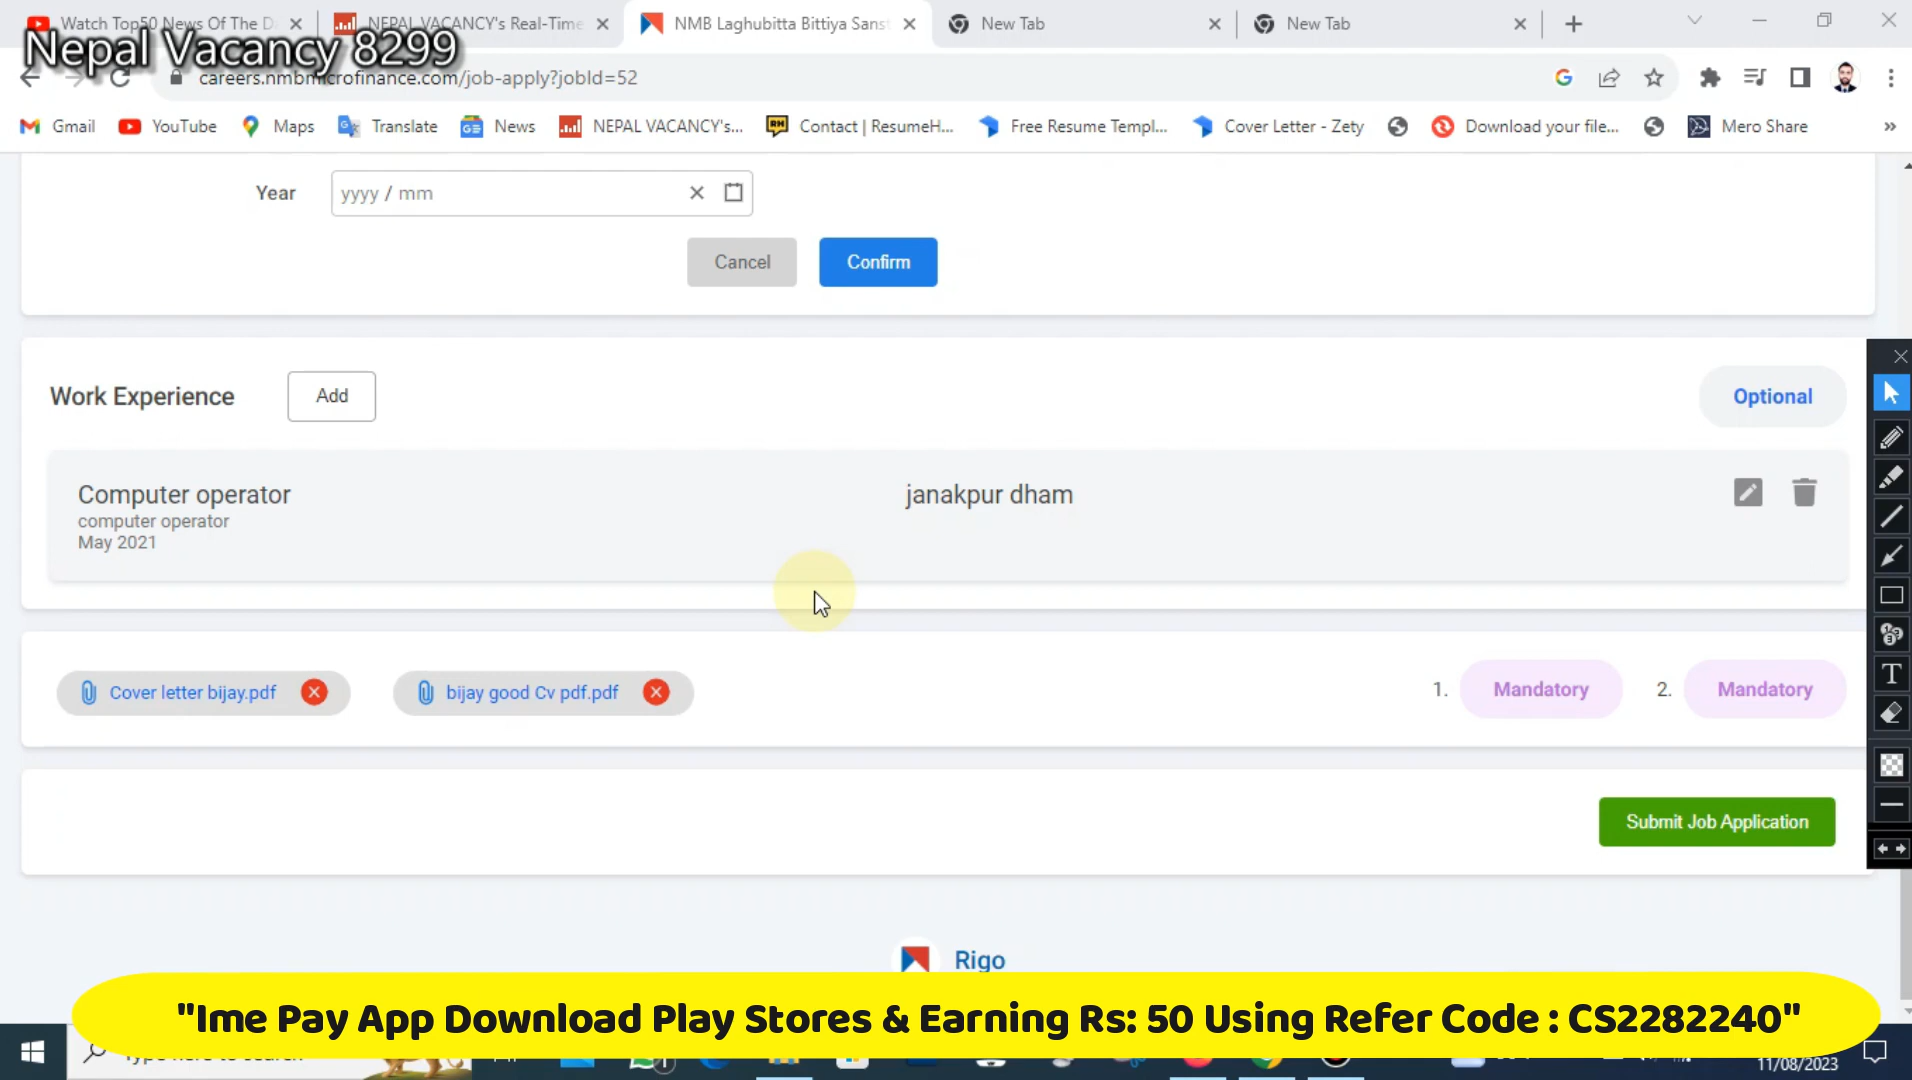 Watch Top50 News Of The D
NEPAL VACANCY's Real-Time
NMB Laghubitta Bittiya Sanst
New Tab
New Tab
Nepal Vacancy 8299
careers.nmbmicrofinance.com/job-apply?jobId=52
Gmail
YouTube
Maps
Translate
News
NEPAL VACANCY's...
Contact | ResumeH...
Free Resume Templ...
Cover Letter - Zety
Download your file...
Mero Share
»
Year
yyyy / mm
Cancel
Confirm
Work Experience
Add
Optional
Computer operator
janakpur dham
computer operator
May 2021
Cover letter bijay.pdf
bijay good Cv pdf.pdf
1.
Mandatory
2.
Mandatory
Submit Job Application
Rigo
"Ime Pay App Download Play Stores & Earning Rs: 50 Using Refer Code : CS2282240"
11/08/2023